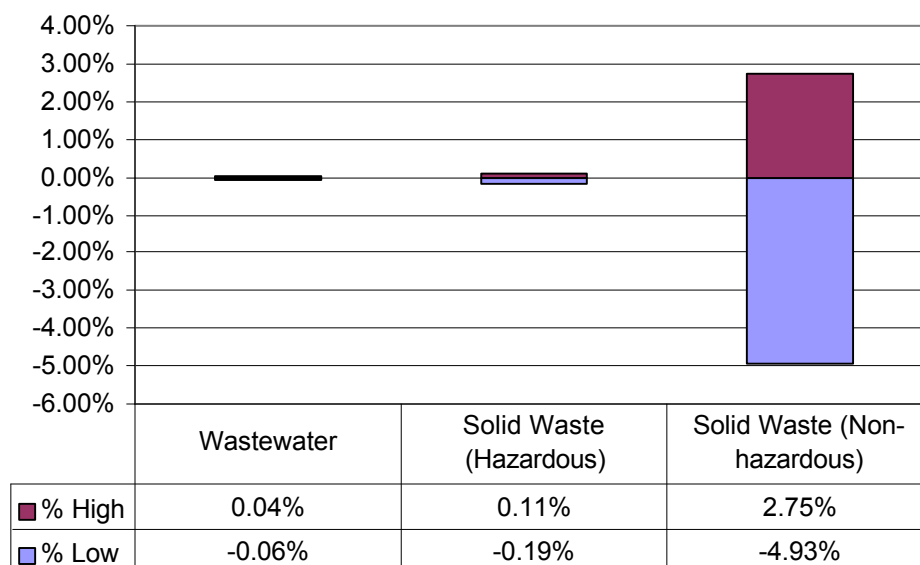 4.00%
3.00%
2.00%
1.00%
0.00%
-1.00%
-2.00%
-3.00%
-4.00%
-5.00%
-6.00%
Wastewater
Solid Waste
(Hazardous)
Solid Waste (Non-
hazardous)
% High 0.04% 0.11% 2.75%
% Low -0.06% -0.19% -4.93%